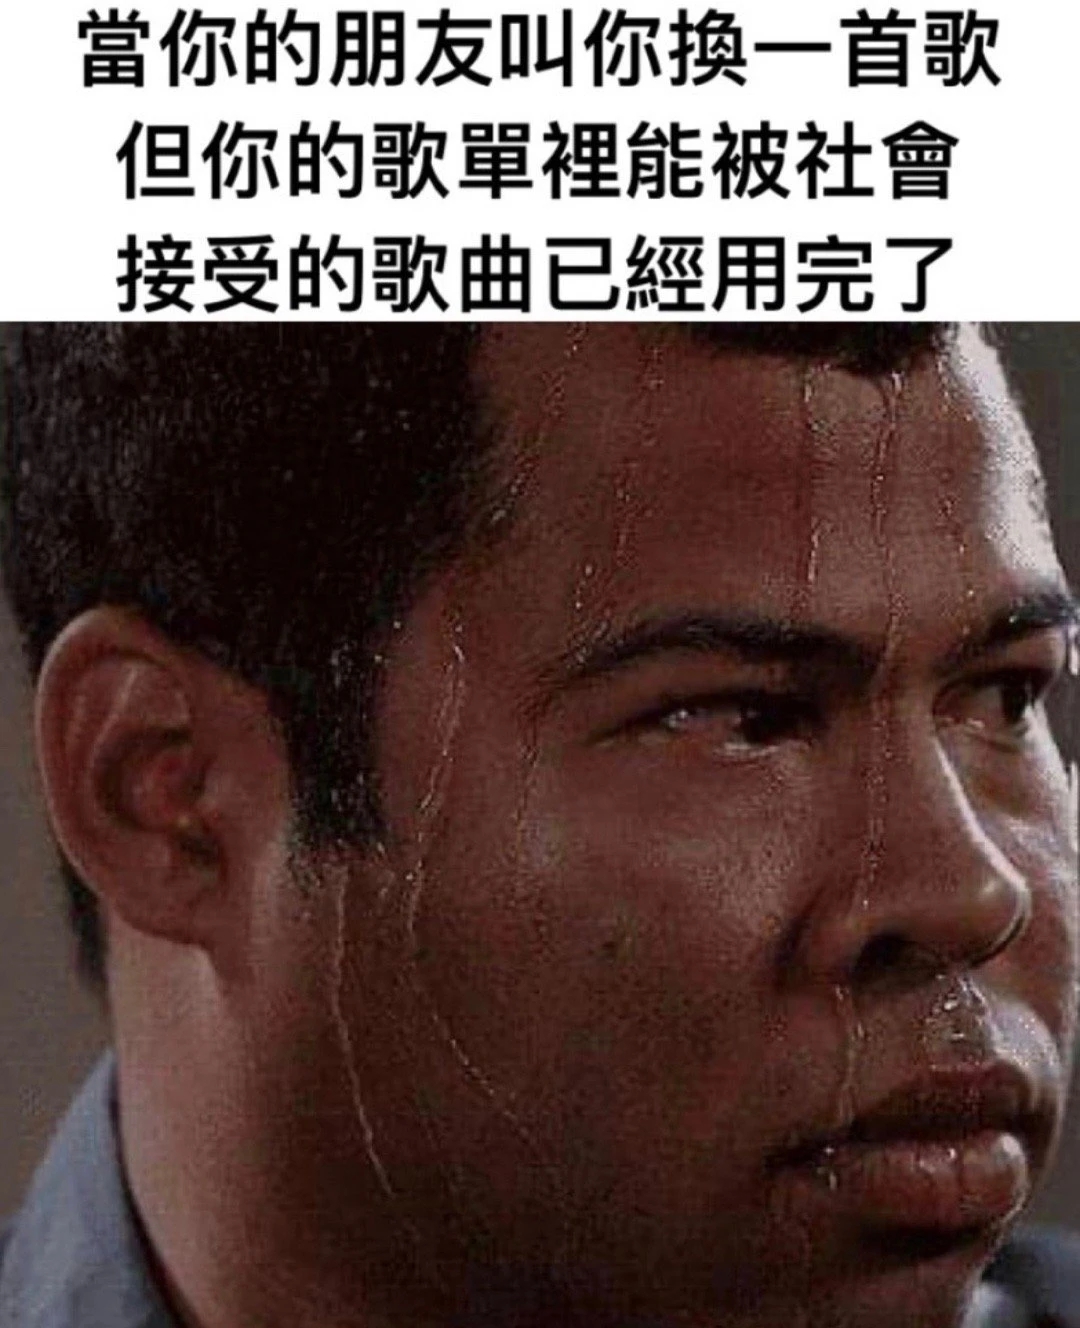 當你的朋友叫你換一首歌
但你的歌單裡能被社會
接受的歌曲已經用完了